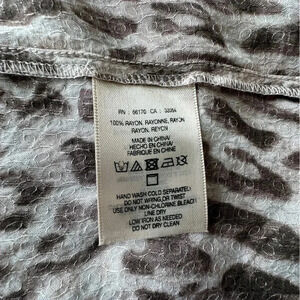 RN : 66170 CA : 33084
100% RAYON, RAYONNE, RAYON
RAYON, REYON
MADE IN CHINA/
HECHO EN CHINA/
FABRIQUE EN CHINA
HAND WASH COLD SEPARATELY
DO NOT WRING OR TWIST
USE ONLY NON-CHLORINE BLEACH
LINE DRY
LOW IRON AS NEEDED
DO NOT DRY CLEAN